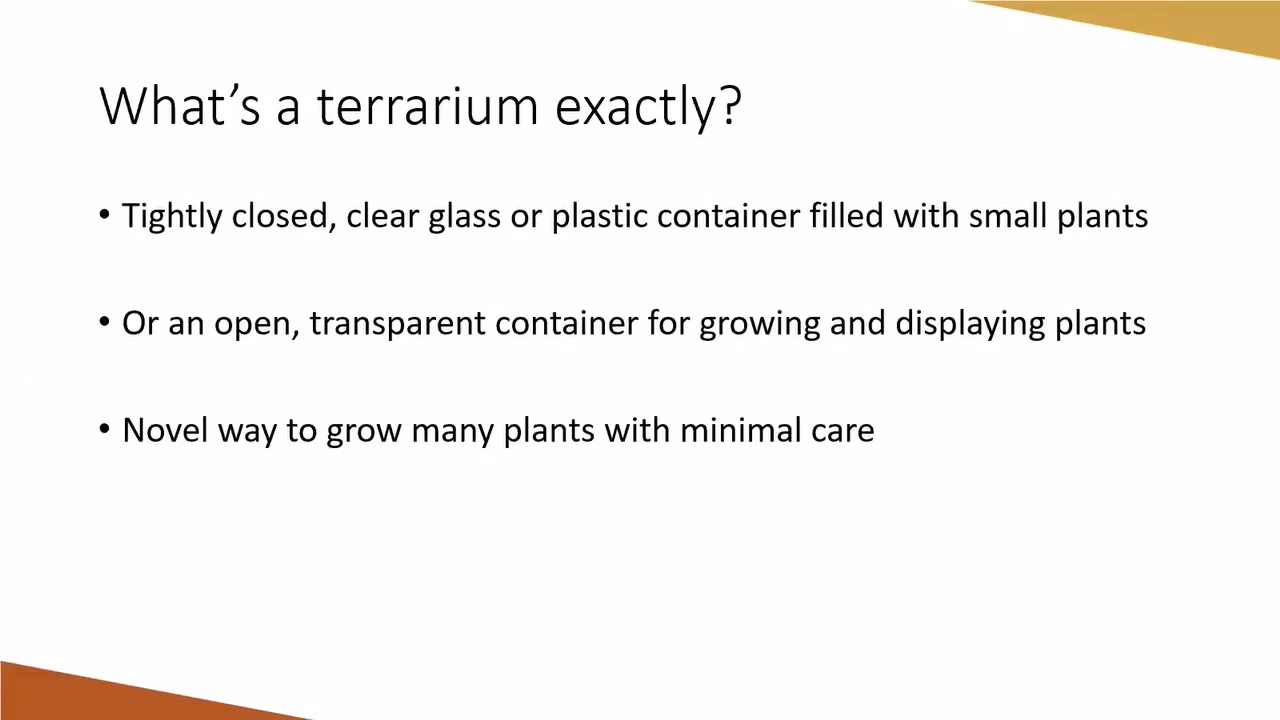 What’s a terrarium exactly?
• Tightly closed, clear glass or plastic container filled with small plants
• Or an open, transparent container for growing and displaying plants
• Novel way to grow many plants with minimal care